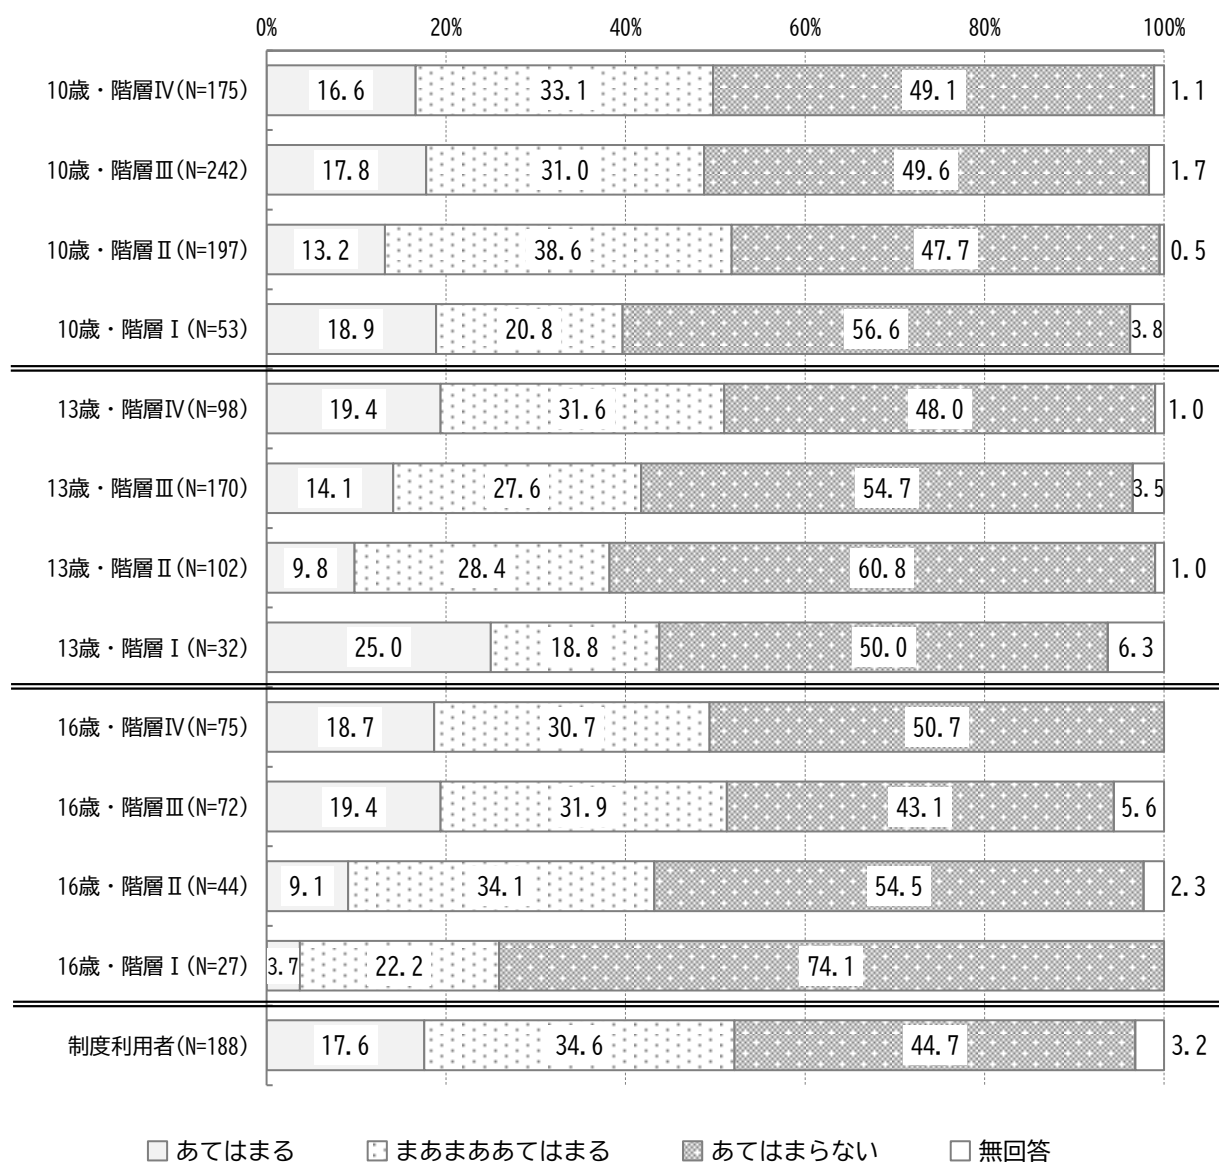 0% 20% 40% 60% 80% 100%
10歳・階層Ⅳ(N=175) 16.6 33.1 49.1 1.1
10歳・階層Ⅲ(N=242) 17.8 31.0 49.6 1.7
10歳・階層Ⅱ(N=197) 13.2 38.6 47.7 0.5
10歳・階層Ⅰ(N=53) 18.9 20.8 56.6 3.8
13歳・階層Ⅳ(N=98) 19.4 31.6 48.0 1.0
13歳・階層Ⅲ(N=170) 14.1 27.6 54.7 3.5
13歳・階層Ⅱ(N=102) 9.8 28.4 60.8 1.0
13歳・階層Ⅰ(N=32) 25.0 18.8 50.0 6.3
16歳・階層Ⅳ(N=75) 18.7 30.7 50.7
16歳・階層Ⅲ(N=72) 19.4 31.9 43.1 5.6
16歳・階層Ⅱ(N=44) 9.1 34.1 54.5 2.3
16歳・階層Ⅰ(N=27) 3.7 22.2 74.1
制度利用者(N=188) 17.6 34.6 44.7 3.2
あてはまる まあまああてはまる あてはまらない 無回答